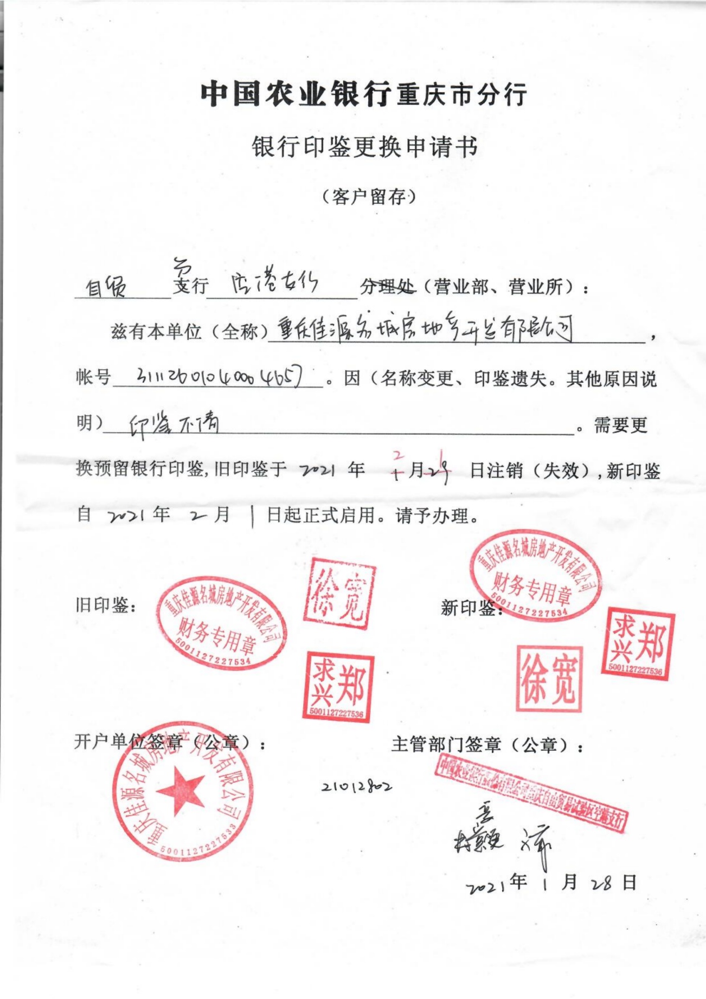 中国农业银行重庆市分行
银行印鉴更换申请书
(客户留存)
分
自贸 支行 空港支行 分理处(营业部、营业所):
兹有本单位(全称)重庆佳源名城房地产开发有限公司,
帐号 31112601040004657 。因(名称变更、印鉴遗失。其他原因说
明) 印鉴不清 。需要更
2 1
换预留银行印鉴,旧印鉴于 2021 年 1 月 29 日注销(失效),新印鉴
自 2021 年 2 月 1 日起正式启用。请予办理。
旧印鉴:
重庆佳源名城房地产开发有限公司
财务专用章
5001127227534
徐宽
郑求兴
5001127227536
新印鉴:
重庆佳源名城房地产开发有限公司
财务专用章
5001127227534
徐宽
郑求兴
5001127227536
开户单位签章(公章):
重庆佳源名城房地产开发有限公司
5001127227533
21012802
主管部门签章(公章):
中国农业银行股份有限公司重庆自由贸易试验区空港支行
2021 年 1 月 28 日